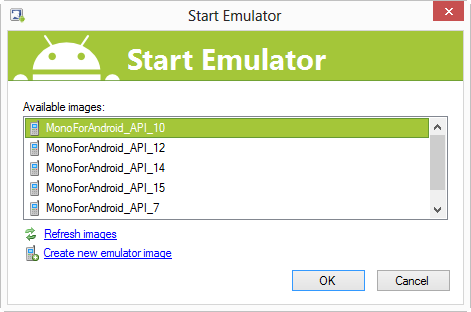 Start Emulator
Start Emulator
Available images:
MonoForAndroid_API_10
MonoForAndroid_API_12
MonoForAndroid_API_14
MonoForAndroid_API_15
MonoForAndroid_API_7
Refresh images
Create new emulator image
OK Cancel